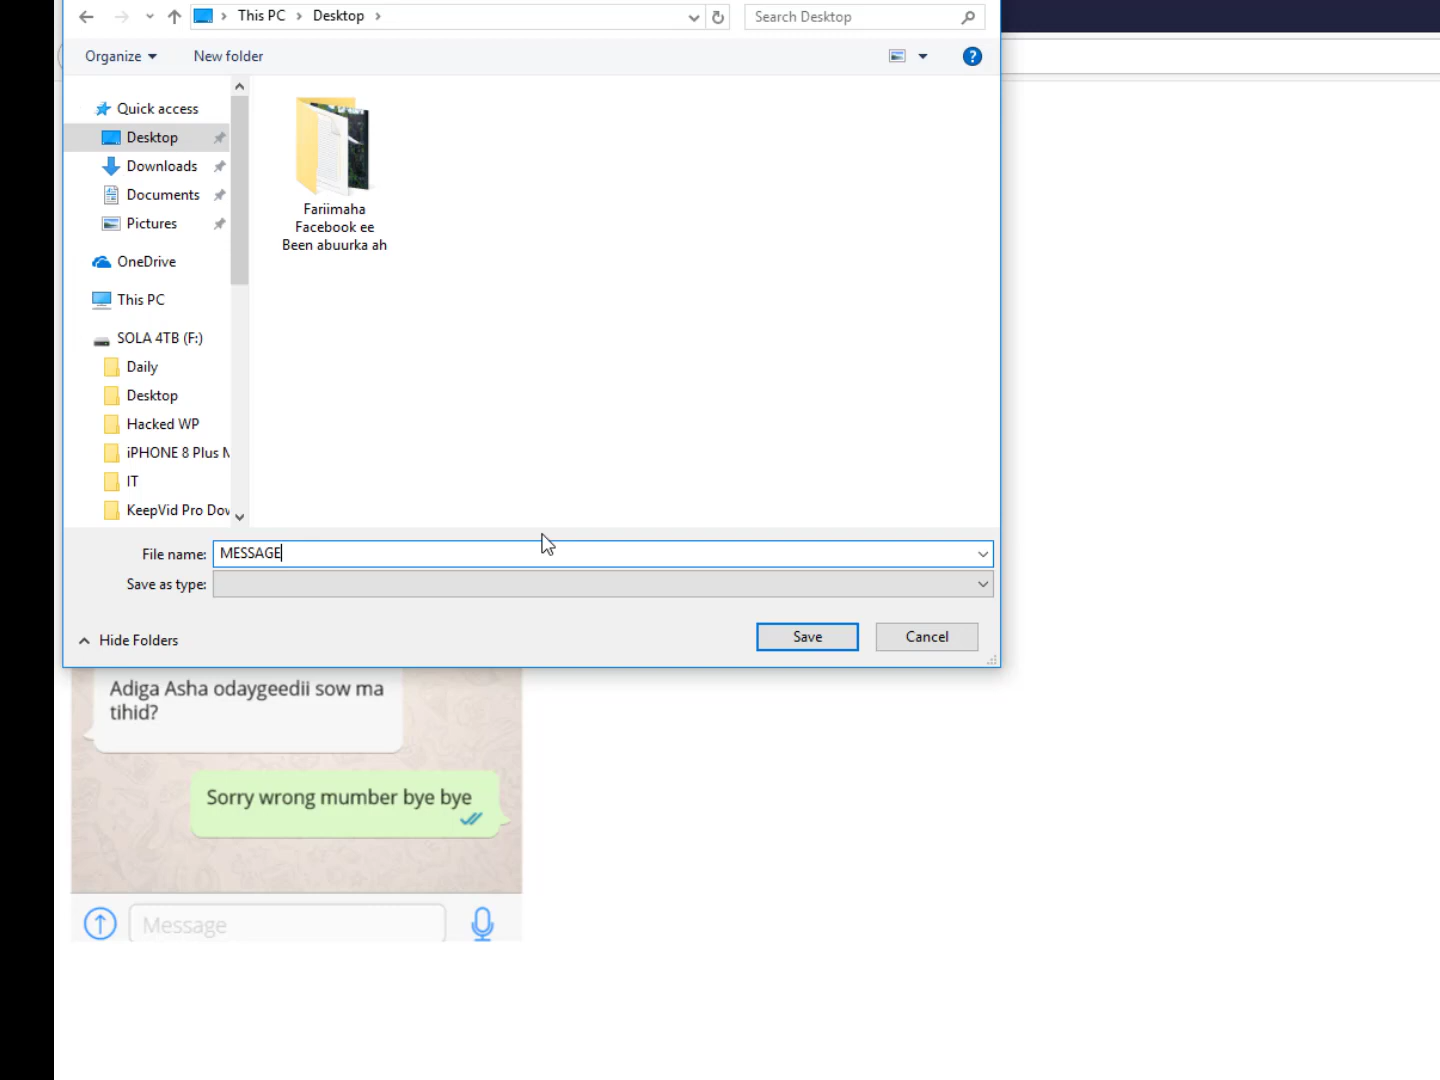 This PC
Desktop
Search Desktop
Organize
New folder
Quick access
Desktop
Downloads
Documents
Pictures
OneDrive
This PC
SOLA 4TB (F:)
Daily
Desktop
Hacked WP
iPHONE 8 Plus M
IT
KeepVid Pro Dow
Fariimaha
Facebook ee
Been abuurka ah
File name:
MESSAGE
Save as type:
Hide Folders
Save
Cancel
Adiga Asha odaygeedii sow ma
tihid?
Sorry wrong mumber bye bye
Message